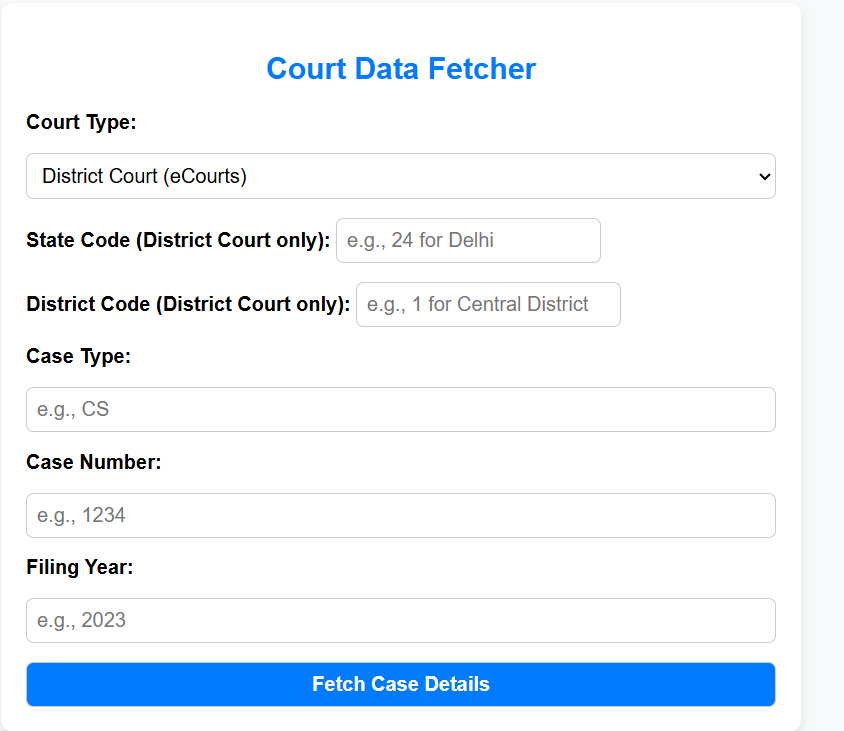 Court Data Fetcher
Court Type:
District Court (eCourts)
State Code (District Court only): e.g., 24 for Delhi
District Code (District Court only): e.g., 1 for Central District
Case Type:
e.g., CS
Case Number:
e.g., 1234
Filing Year:
e.g., 2023
Fetch Case Details